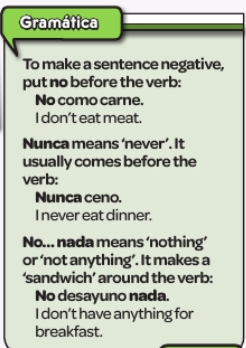 Gramática
To make a sentence negative,
put no before the verb:
No como carne.
I don't eat meat.
Nunca means 'never'. It
usually comes before the
verb:
Nunca ceno.
I never eat dinner.
No... nada means 'nothing'
or 'not anything'. It makes a
'sandwich' around the verb:
No desayuno nada.
I don't have anything for
breakfast.